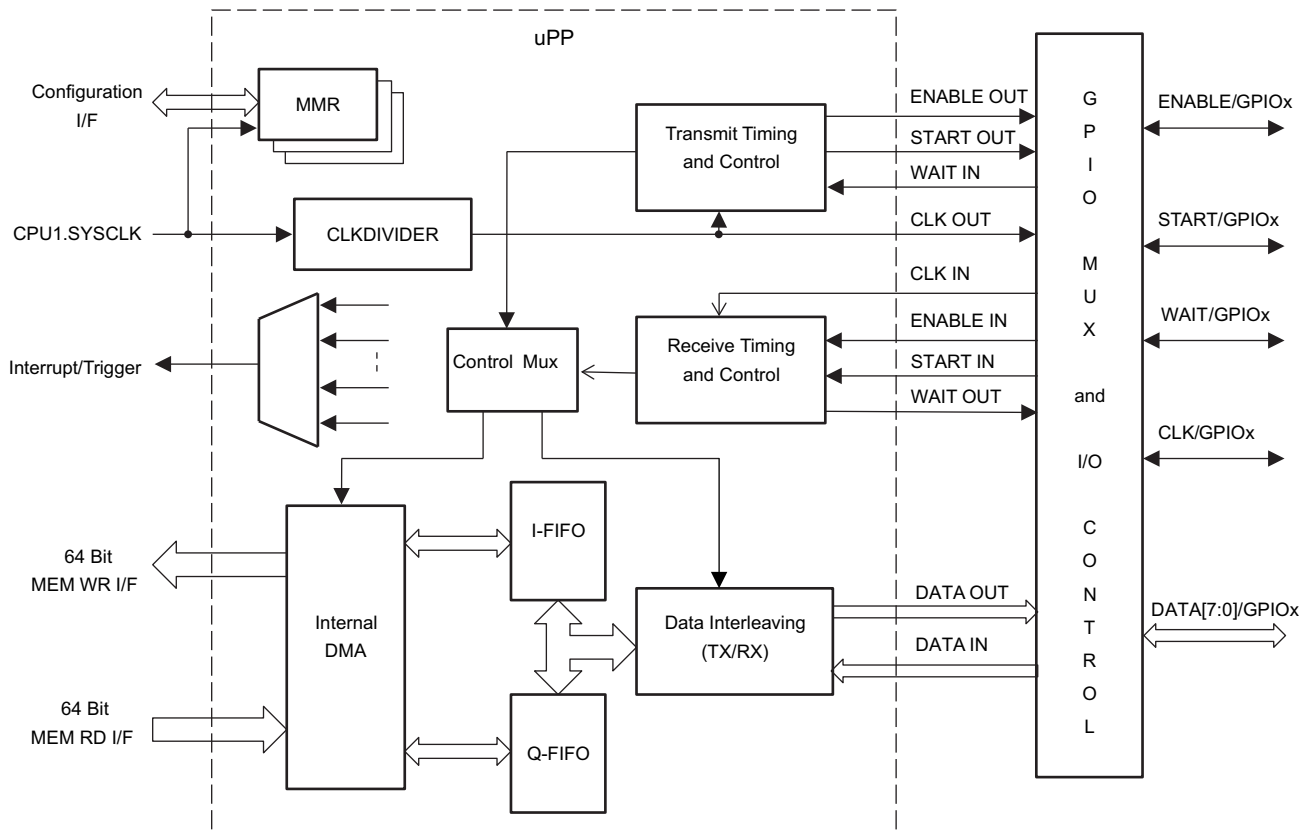 uPP
Configuration
I/F
MMR
CPU1.SYSCLK
CLKDIVIDER
Transmit Timing
and Control
ENABLE OUT
START OUT
WAIT IN
CLK OUT
CLK IN
ENABLE IN
START IN
WAIT OUT
Interrupt/Trigger
Control Mux
Receive Timing
and Control
64 Bit
MEM WR I/F
64 Bit
MEM RD I/F
Internal
DMA
I-FIFO
Q-FIFO
Data Interleaving
(TX/RX)
DATA OUT
DATA IN
G
P
I
O
M
U
X
and
I/O
C
O
N
T
R
O
L
ENABLE/GPIOx
START/GPIOx
WAIT/GPIOx
CLK/GPIOx
DATA[7:0]/GPIOx